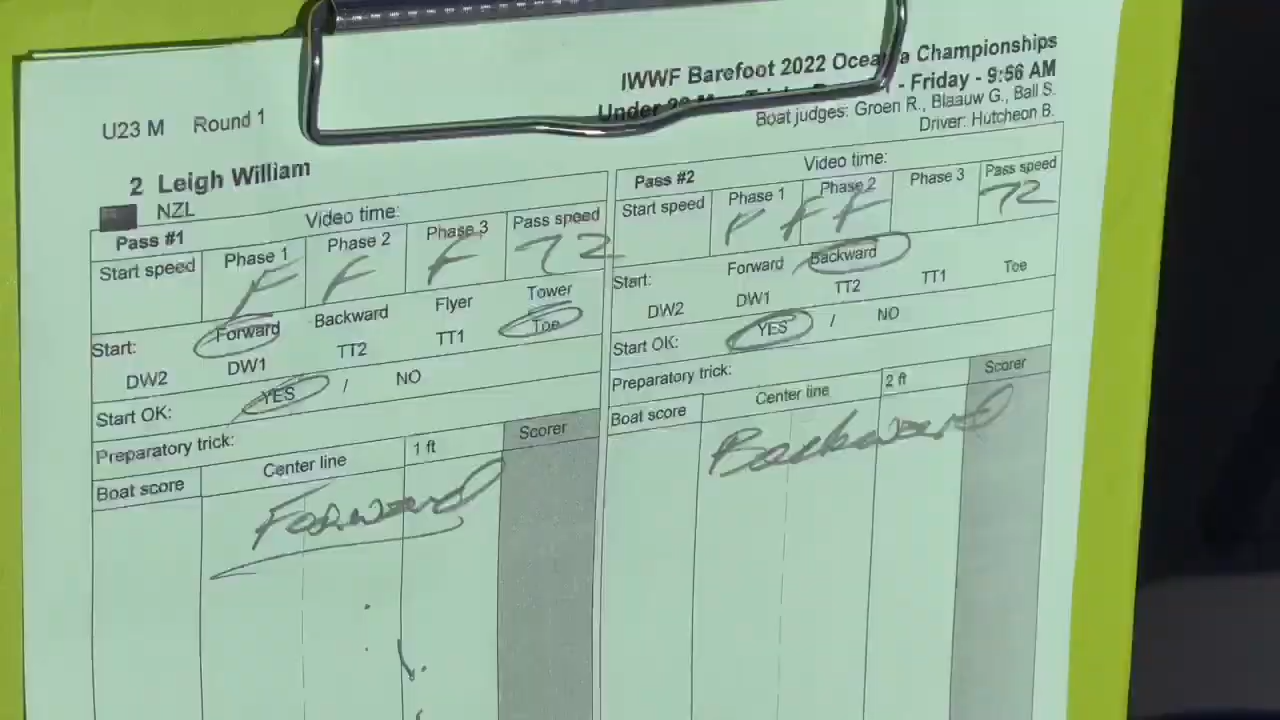 IWWF Barefoot 2022 Ocea a Championships
Under 1 - Friday - 9:56 AM
Boat judges: Groen R., Blaauw G., Ball S.
Driver: Hutcheon B.
U23 M Round 1
2 Leigh William
NZL
Video time:
Pass #1
Start speed Phase 1 Phase 2 Phase 3 Pass speed
F F F 72
Start: Forward Backward Flyer Tower
DW2 DW1 TT2 TT1 Toe
Start OK: YES / NO
Preparatory trick:
Boat score Center line 1 ft Scorer
Forward
Pass #2 Video time:
Start speed Phase 1 Phase 2 Phase 3 Pass speed
F F 72
Start: Forward Backward
DW2 DW1 TT2 TT1 Toe
Start OK: YES / NO
Preparatory trick:
Boat score Center line 2 ft Scorer
Backward